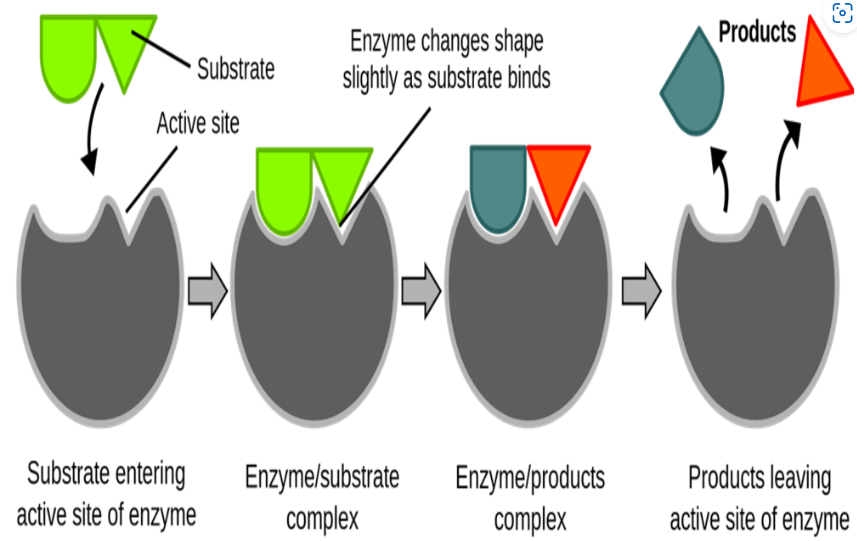 Substrate
Active site
Enzyme changes shape
slightly as substrate binds
Products
Substrate entering
active site of enzyme
Enzyme/substrate
complex
Enzyme/products
complex
Products leaving
active site of enzyme